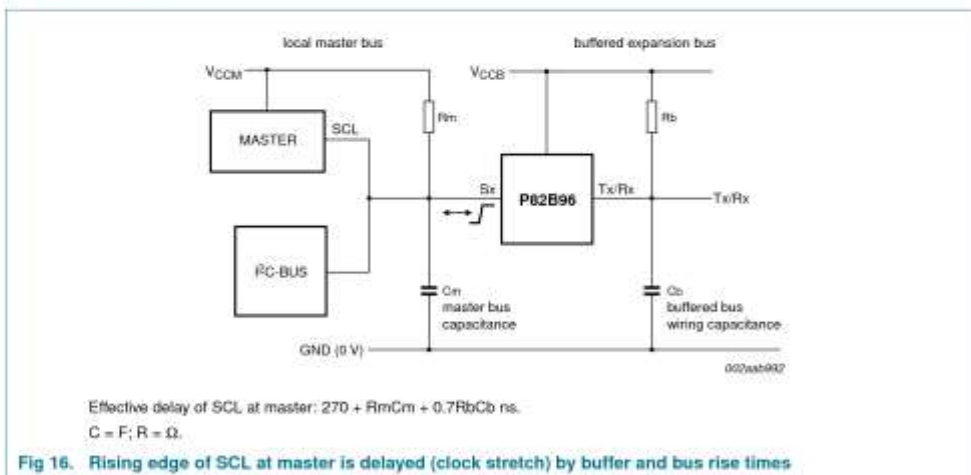 local master bus
buffered expansion bus
VCCM
VCCB
Rm
Rb
MASTER
SCL
Sx
P82B96
Tx/Rx
Tx/Rx
I²C-BUS
Cm
master bus
capacitance
Cb
buffered bus
wiring capacitance
GND (0 V)
002aab992
Effective delay of SCL at master: 270 + RmCm + 0.7RbCb ns.
C = F; R = Ω.
Fig 16. Rising edge of SCL at master is delayed (clock stretch) by buffer and bus rise times